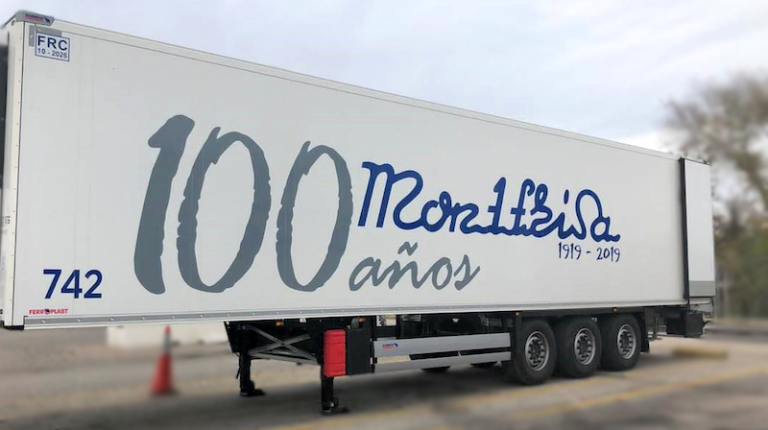 FRC
10 - 2026
100
Montfrisa
1919 - 2019
años
742
FERROPLAST